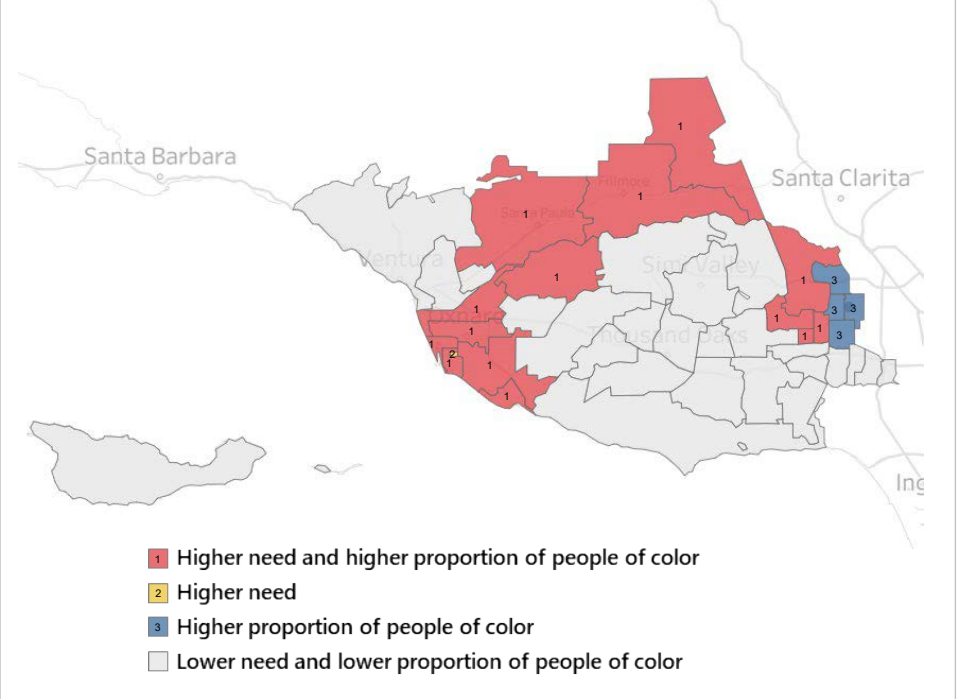 Santa Barbara
Santa Clarita
1
Fillmore
1
1
Santa Paula
Ventura
Simi Valley
1
1
3
1
3
3
Oxnard
1
1
1
3
1
1
Thousand Oaks
2
1
1
1
Ing
1 Higher need and higher proportion of people of color
2 Higher need
3 Higher proportion of people of color
Lower need and lower proportion of people of color